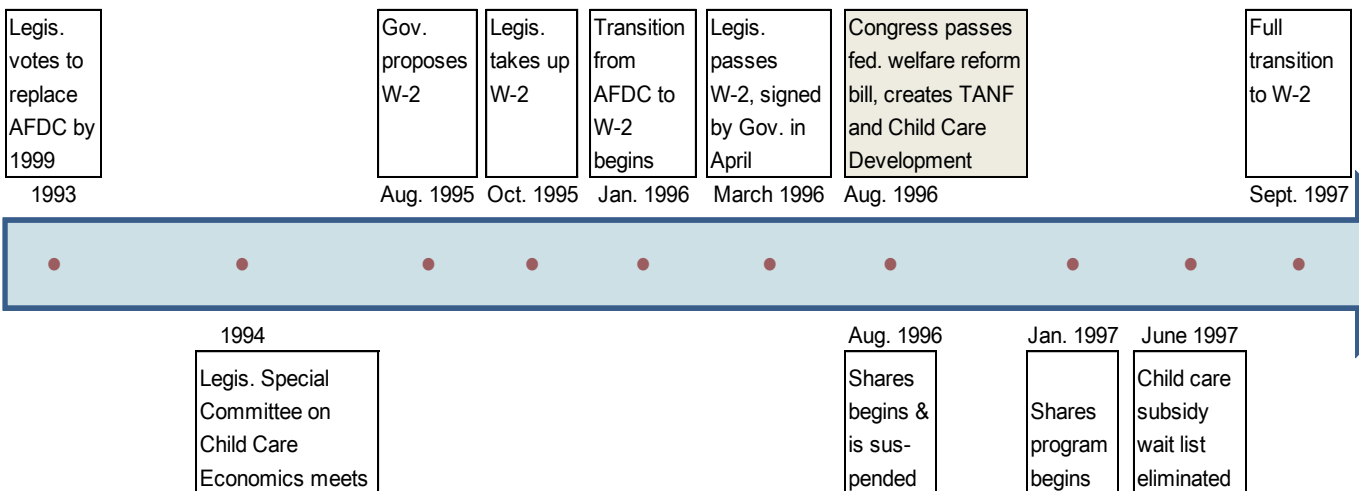 Legis.
votes to
replace
AFDC by
1999
1993
Gov.
proposes
W-2
Aug. 1995
Legis.
takes up
W-2
Oct. 1995
Transition
from
AFDC to
W-2
begins
Jan. 1996
Legis.
passes
W-2, signed
by Gov. in
April
March 1996
Congress passes
fed. welfare reform
bill, creates TANF
and Child Care
Development
Aug. 1996
Full
transition
to W-2
Sept. 1997
1994
Legis. Special
Committee on
Child Care
Economics meets
Aug. 1996
Shares
begins &
is sus-
pended
Jan. 1997
Shares
program
begins
June 1997
Child care
subsidy
wait list
eliminated